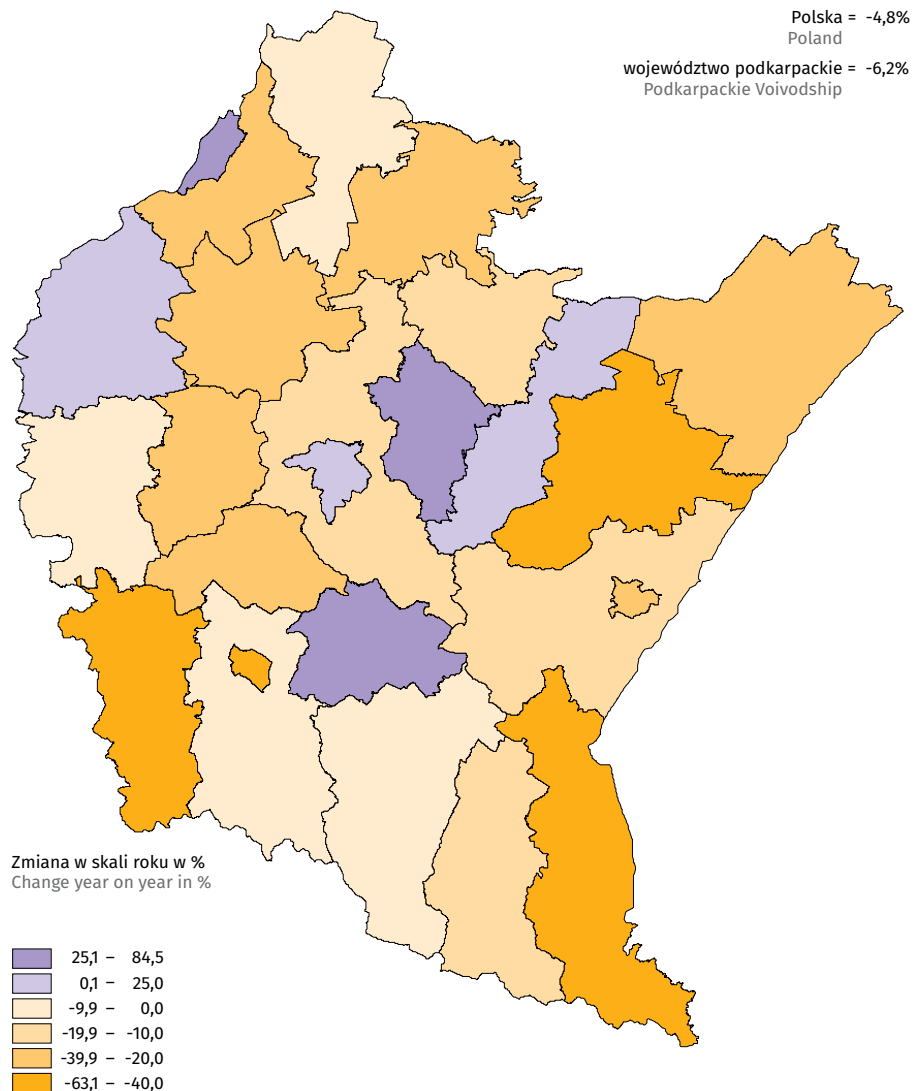 Polska = -4,8%
Poland
województwo podkarpackie = -6,2%
Podkarpackie Voivodship
Zmiana w skali roku w %
Change year on year in %
25,1 – 84,5
0,1 – 25,0
-9,9 – 0,0
-19,9 – -10,0
-39,9 – -20,0
-63,1 – -40,0